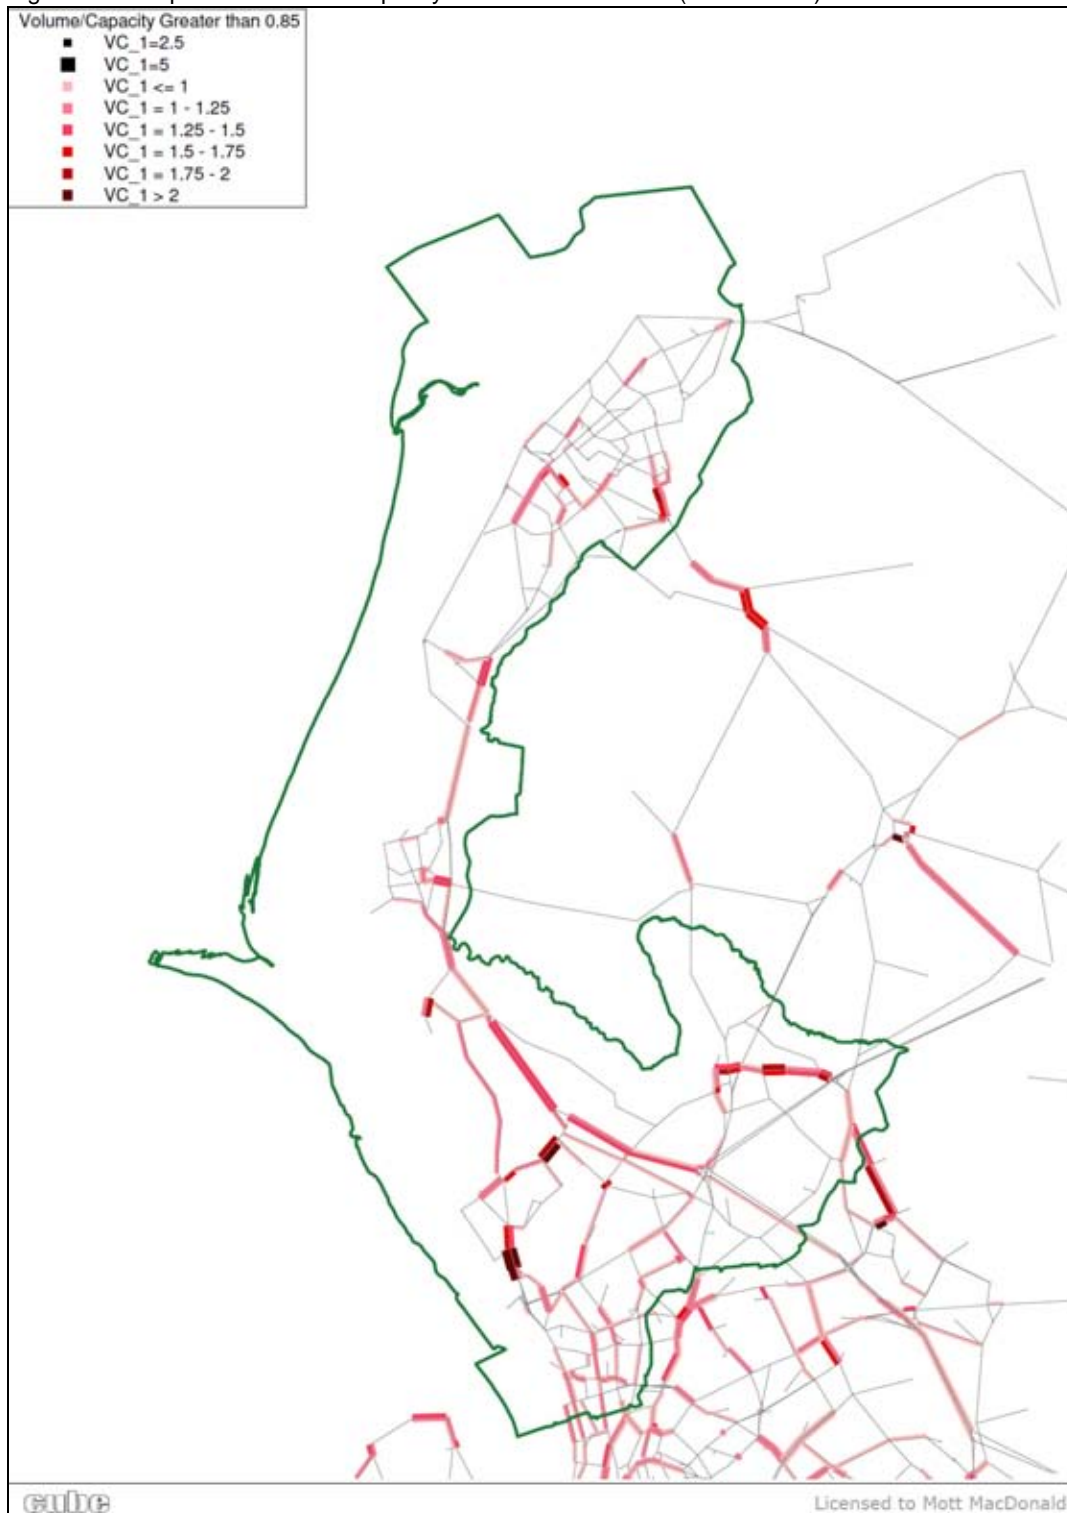 Volume/Capacity Greater than 0.85
VC_1=2.5
VC_1=5
VC_1 <= 1
VC_1 = 1 - 1.25
VC_1 = 1.25 - 1.5
VC_1 = 1.5 - 1.75
VC_1 = 1.75 - 2
VC_1 > 2
cube
Licensed to Mott MacDonald